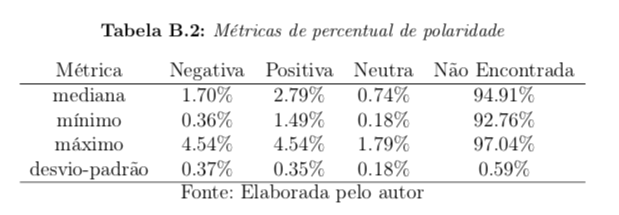 Tabela B.2: Métricas de percentual de polaridade
Métrica Negativa Positiva Neutra Não Encontrada
mediana 1.70% 2.79% 0.74% 94.91%
mínimo 0.36% 1.49% 0.18% 92.76%
máximo 4.54% 4.54% 1.79% 97.04%
desvio-padrão 0.37% 0.35% 0.18% 0.59%
Fonte: Elaborada pelo autor